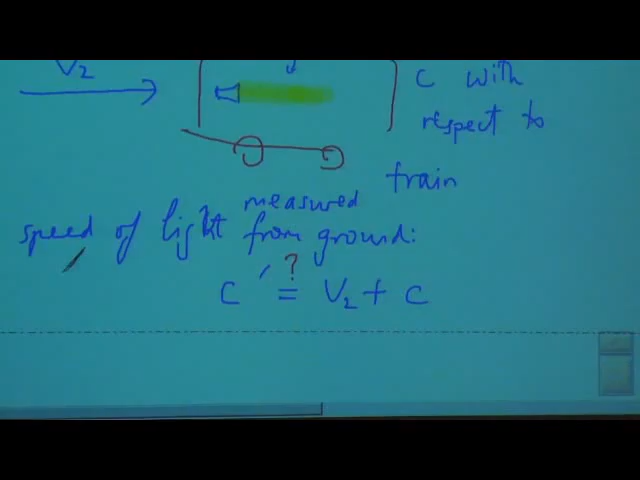 V₂
C with
respect to
train
speed of light measured from ground:
C' ≟ V₂ + C